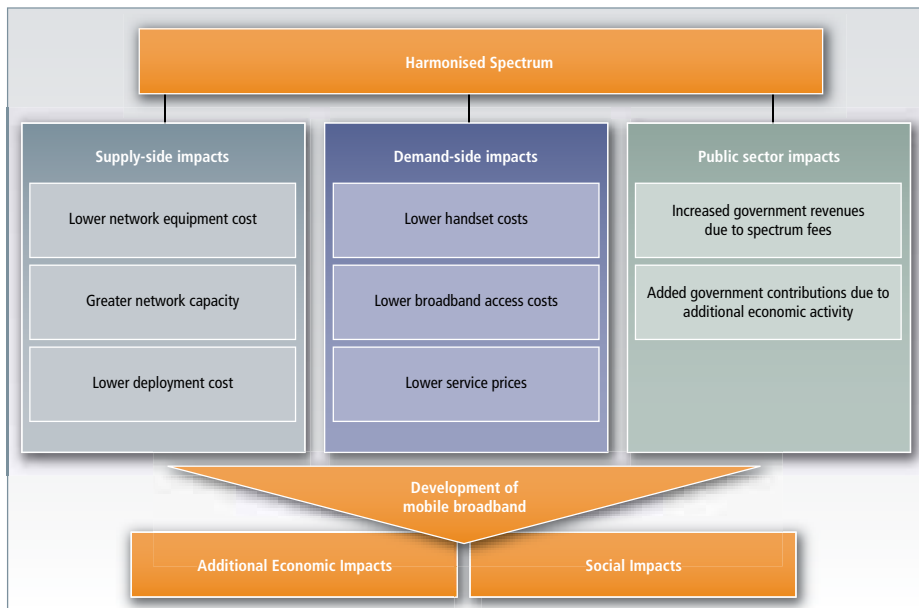 Harmonised Spectrum
Supply-side impacts
Lower network equipment cost
Greater network capacity
Lower deployment cost
Demand-side impacts
Lower handset costs
Lower broadband access costs
Lower service prices
Public sector impacts
Increased government revenues
due to spectrum fees
Added government contributions due to
additional economic activity
Development of
mobile broadband
Additional Economic Impacts
Social Impacts